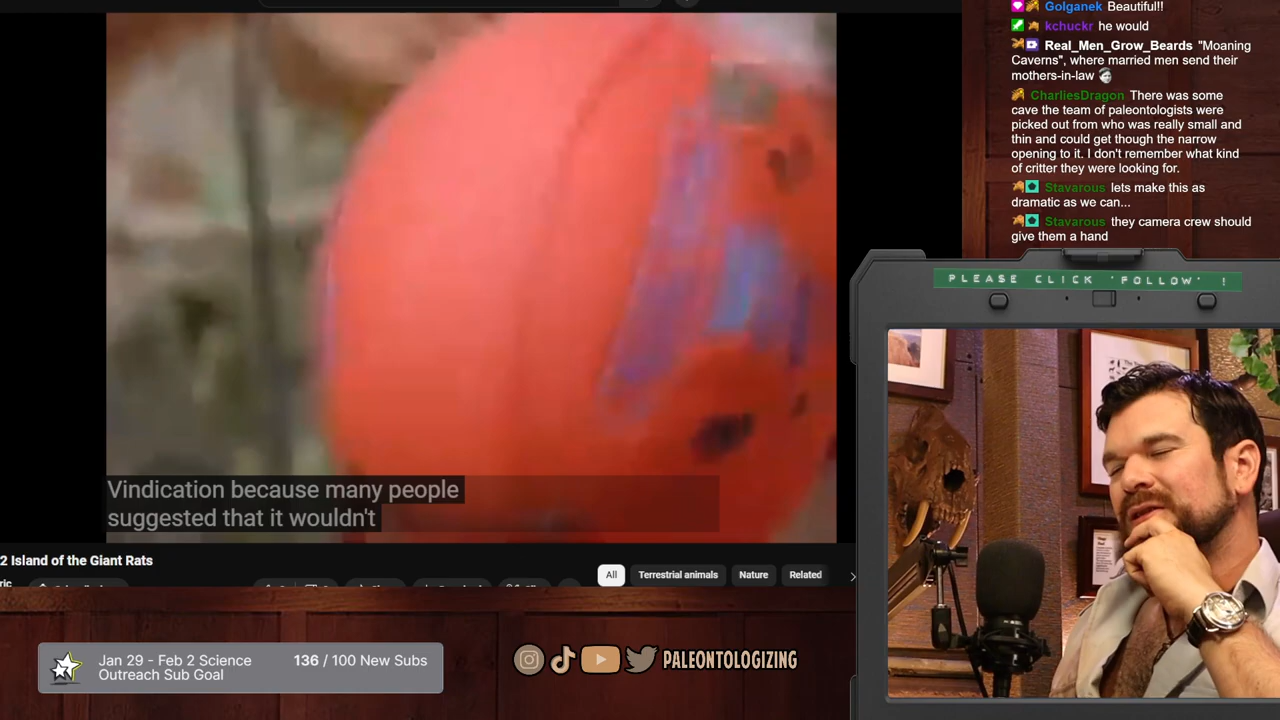 Golganek Beautiful!!
kchuckr he would
Real_Men_Grow_Beards "Moaning
Caverns", where married men send their
mothers-in-law
CharliesDragon There was some
cave the team of paleontologists were
picked out from who was really small and
thin and could get though the narrow
opening to it. I don't remember what kind
of critter they were looking for.
Stavarous lets make this as
dramatic as we can...
Stavarous they camera crew should
give them a hand
PLEASE CLICK 'FOLLOW' !
Vindication because many people
suggested that it wouldn't
2 Island of the Giant Rats
All
Terrestrial animals
Nature
Related
Jan 29 - Feb 2 Science
Outreach Sub Goal
136 / 100 New Subs
PALEONTOLOGIZING